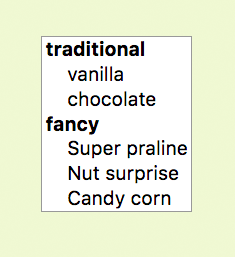 traditional
vanilla
chocolate
fancy
Super praline
Nut surprise
Candy corn